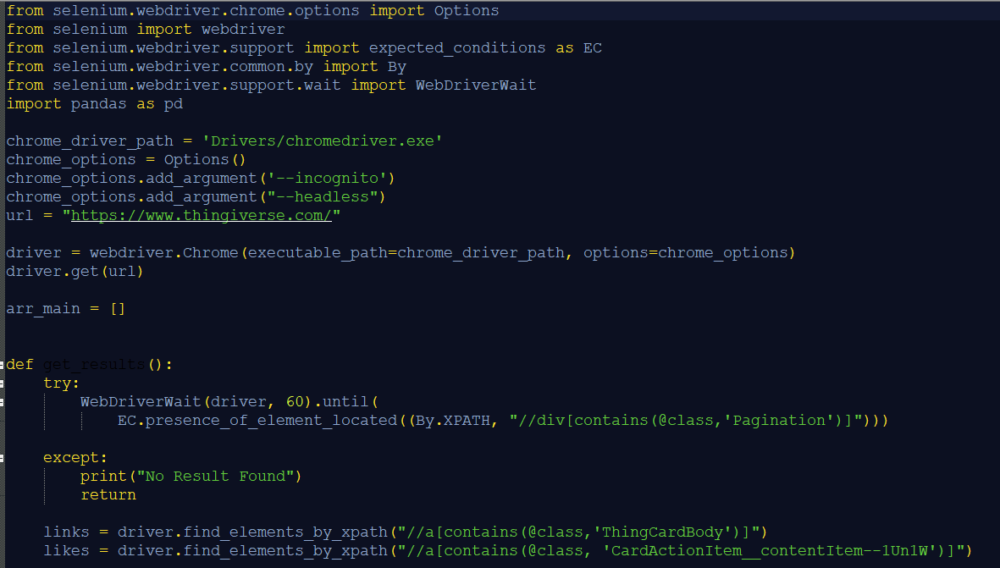 from selenium.webdriver.chrome.options import Options
from selenium import webdriver
from selenium.webdriver.support import expected_conditions as EC
from selenium.webdriver.common.by import By
from selenium.webdriver.support.wait import WebDriverWait
import pandas as pd
chrome_driver_path = 'Drivers/chromedriver.exe'
chrome_options = Options()
chrome_options.add_argument('--incognito')
chrome_options.add_argument("--headless")
url = "https://www.thingiverse.com/"
driver = webdriver.Chrome(executable_path=chrome_driver_path, options=chrome_options)
driver.get(url)
arr_main = []
def get_results():
    try:
        WebDriverWait(driver, 60).until(
            EC.presence_of_element_located((By.XPATH, "//div[contains(@class,'Pagination')]")))
    except:
        print("No Result Found")
        return
    links = driver.find_elements_by_xpath("//a[contains(@class,'ThingCardBody')]")
    likes = driver.find_elements_by_xpath("//a[contains(@class, 'CardActionItem__contentItem--1Un1W')]")